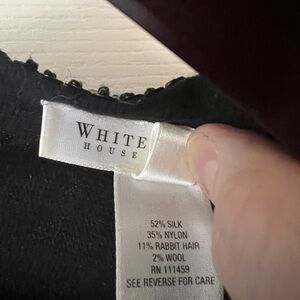 WHITE
HOUSE
52% SILK
35% NYLON
11% RABBIT HAIR
2% WOOL
RN 111459
SEE REVERSE FOR CARE